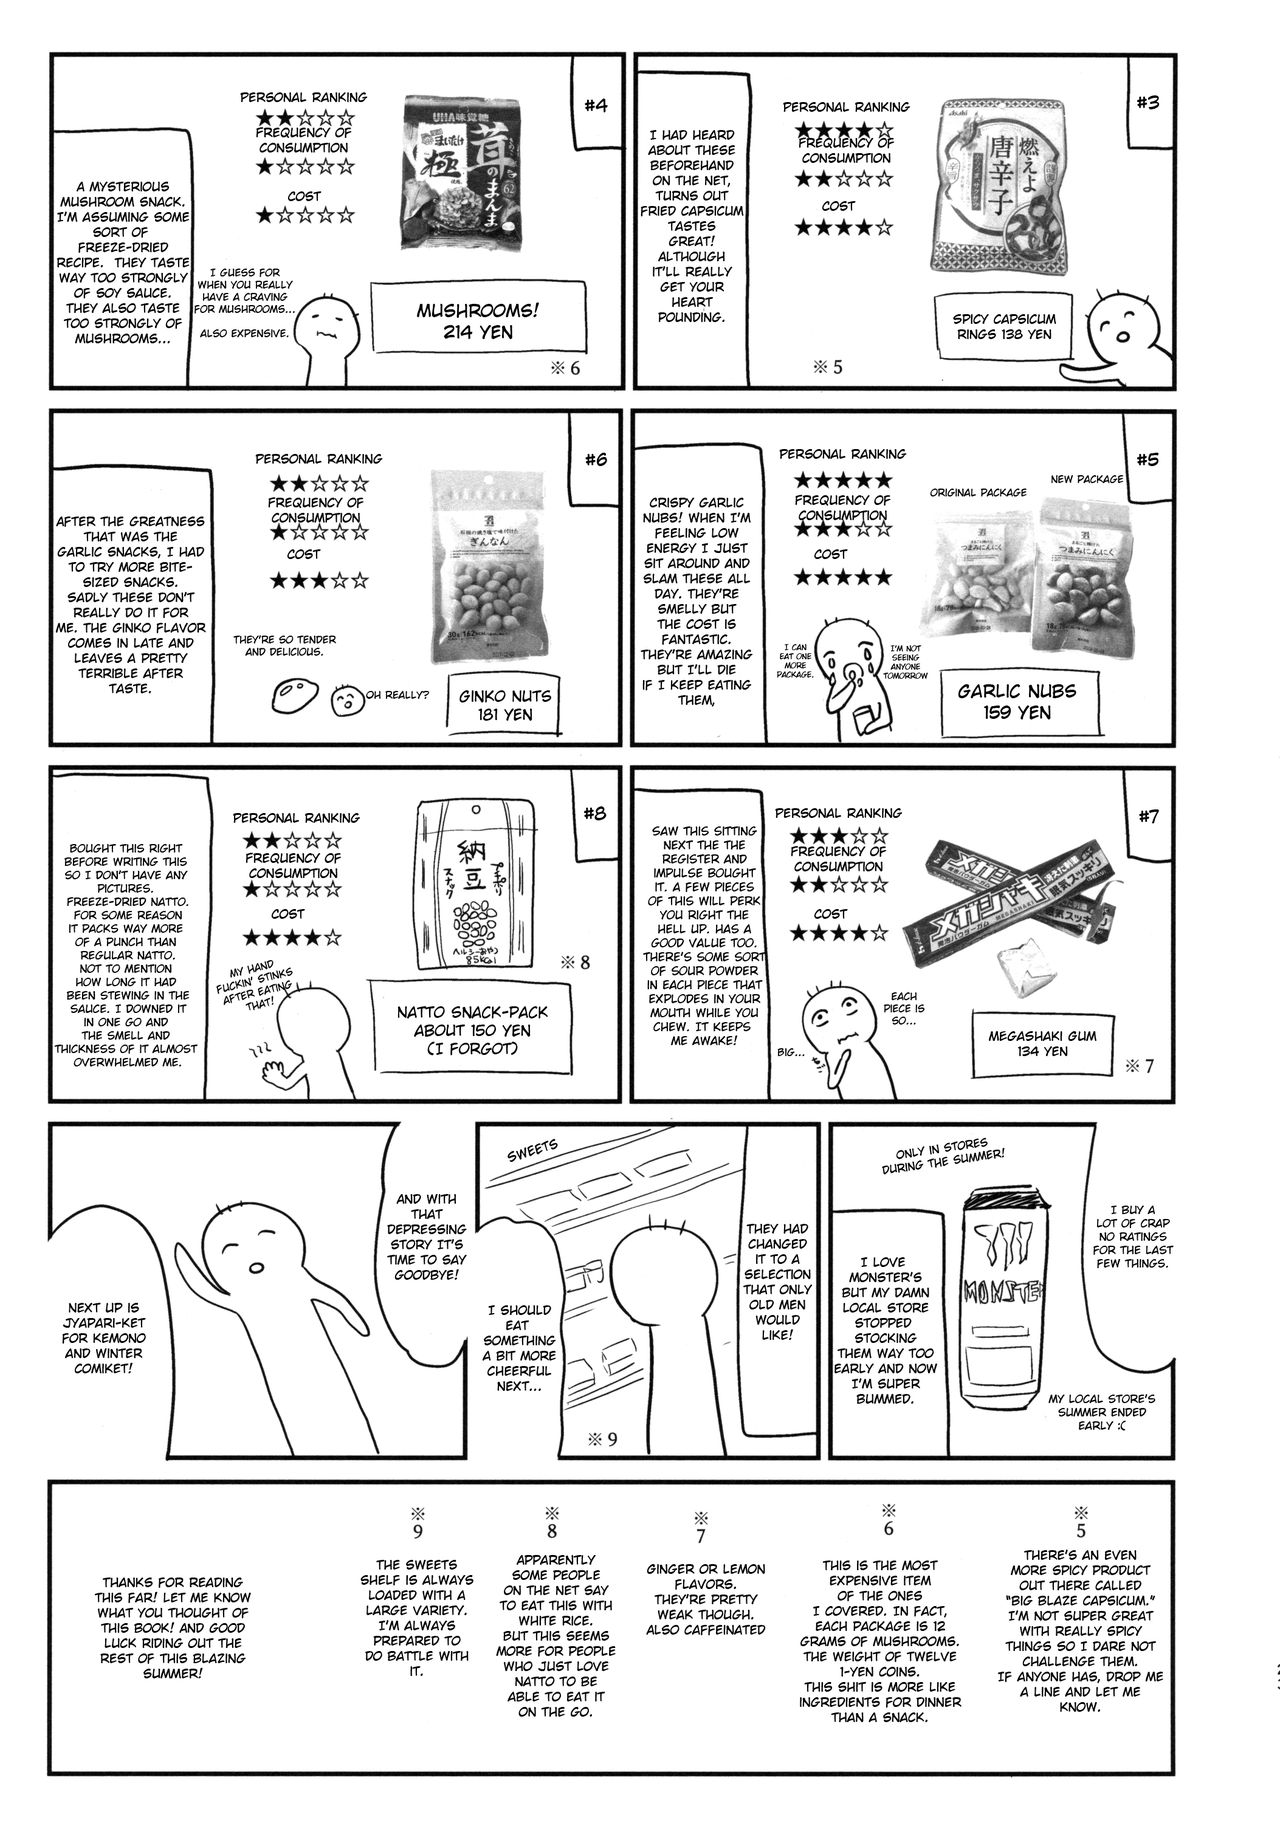 #3
PERSONAL RANKING
★★★★☆
FREQUENCY OF
CONSUMPTION
★★☆☆☆
COST
★★★★☆
I HAD HEARD
ABOUT THESE
BEFOREHAND
ON THE NET,
TURNS OUT
FRIED CAPSICUM
TASTES
GREAT!
ALTHOUGH
IT'LL REALLY
GET YOUR
HEART
POUNDING.
Asahi
燃えよ
唐辛子
SPICY CAPSICUM
RINGS 138 YEN
※5
#4
PERSONAL RANKING
★★☆☆☆
FREQUENCY OF
CONSUMPTION
★☆☆☆☆
COST
★☆☆☆☆
UHA味覚糖
茸のまんま
まいたけ
極
62
A MYSTERIOUS
MUSHROOM SNACK.
I'M ASSUMING SOME
SORT OF
FREEZE-DRIED
RECIPE. THEY TASTE
WAY TOO STRONGLY
OF SOY SAUCE.
THEY ALSO TASTE
TOO STRONGLY OF
MUSHROOMS...
I GUESS FOR
WHEN YOU REALLY
HAVE A CRAVING
FOR MUSHROOMS...
ALSO EXPENSIVE.
MUSHROOMS!
214 YEN
※6
#5
PERSONAL RANKING
★★★★★
FREQUENCY OF
CONSUMPTION
★★★☆☆
COST
★★★★★
ORIGINAL PACKAGE
NEW PACKAGE
つまみにんにく
つまみにんにく
CRISPY GARLIC
NUBS! WHEN I'M
FEELING LOW
ENERGY I JUST
SIT AROUND AND
SLAM THESE ALL
DAY. THEY'RE
SMELLY BUT
THE COST IS
FANTASTIC.
THEY'RE AMAZING
BUT I'LL DIE
IF I KEEP EATING
THEM,
I CAN
EAT ONE
MORE
PACKAGE.
I'M NOT
SEEING
ANYONE
TOMORROW
GARLIC NUBS
159 YEN
#6
PERSONAL RANKING
★★☆☆☆
FREQUENCY OF
CONSUMPTION
★☆☆☆☆
COST
★★★☆☆
ぎんなん
30g 162
AFTER THE GREATNESS
THAT WAS THE
GARLIC SNACKS, I HAD
TO TRY MORE BITE-
SIZED SNACKS.
SADLY THESE DON'T
REALLY DO IT FOR
ME. THE GINKO FLAVOR
COMES IN LATE AND
LEAVES A PRETTY
TERRIBLE AFTER
TASTE.
THEY'RE SO TENDER
AND DELICIOUS.
OH REALLY?
GINKO NUTS
181 YEN
#7
PERSONAL RANKING
★★★☆☆
FREQUENCY OF
CONSUMPTION
★★☆☆☆
COST
★★★★☆
メガシャキ
MEGASHAKI
眠気スッキリ
SAW THIS SITTING
NEXT THE THE
REGISTER AND
IMPULSE BOUGHT
IT. A FEW PIECES
OF THIS WILL PERK
YOU RIGHT THE
HELL UP. HAS A
GOOD VALUE TOO.
THERE'S SOME SORT
OF SOUR POWDER
IN EACH PIECE THAT
EXPLODES IN YOUR
MOUTH WHILE YOU
CHEW. IT KEEPS
ME AWAKE!
EACH
PIECE IS
SO...
BIG...
MEGASHAKI GUM
134 YEN
※7
#8
PERSONAL RANKING
★★☆☆☆
FREQUENCY OF
CONSUMPTION
★☆☆☆☆
COST
★★★★☆
納豆
スナック
ヘルシーおやつ
85kcal
※8
BOUGHT THIS RIGHT
BEFORE WRITING THIS
SO I DON'T HAVE ANY
PICTURES.
FREEZE-DRIED NATTO.
FOR SOME REASON
IT PACKS WAY MORE
OF A PUNCH THAN
REGULAR NATTO.
NOT TO MENTION
HOW LONG IT HAD
BEEN STEWING IN THE
SAUCE. I DOWNED IT
IN ONE GO AND
THE SMELL AND
THICKNESS OF IT ALMOST
OVERWHELMED ME.
MY HAND
FUCKIN' STINKS
AFTER EATING
THAT!
NATTO SNACK-PACK
ABOUT 150 YEN
(I FORGOT)
I BUY A
LOT OF CRAP
NO RATINGS
FOR THE LAST
FEW THINGS.
ONLY IN STORES
DURING THE SUMMER!
MONSTER
I LOVE
MONSTER'S
BUT MY DAMN
LOCAL STORE
STOPPED
STOCKING
THEM WAY TOO
EARLY AND NOW
I'M SUPER
BUMMED.
MY LOCAL STORE'S
SUMMER ENDED
EARLY :(
SWEETS
THEY HAD
CHANGED
IT TO A
SELECTION
THAT ONLY
OLD MEN
WOULD
LIKE!
I SHOULD
EAT
SOMETHING
A BIT MORE
CHEERFUL
NEXT...
※9
AND WITH
THAT
DEPRESSING
STORY IT'S
TIME TO SAY
GOODBYE!
NEXT UP IS
JYAPARI-KET
FOR KEMONO
AND WINTER
COMIKET!
※
5
THERE'S AN EVEN
MORE SPICY PRODUCT
OUT THERE CALLED
"BIG BLAZE CAPSICUM."
I'M NOT SUPER GREAT
WITH REALLY SPICY
THINGS SO I DARE NOT
CHALLENGE THEM.
IF ANYONE HAS, DROP ME
A LINE AND LET ME
KNOW.
※
6
THIS IS THE MOST
EXPENSIVE ITEM
OF THE ONES
I COVERED. IN FACT,
EACH PACKAGE IS 12
GRAMS OF MUSHROOMS.
THE WEIGHT OF TWELVE
1-YEN COINS.
THIS SHIT IS MORE LIKE
INGREDIENTS FOR DINNER
THAN A SNACK.
※
7
GINGER OR LEMON
FLAVORS.
THEY'RE PRETTY
WEAK THOUGH.
ALSO CAFFEINATED
※
8
APPARENTLY
SOME PEOPLE
ON THE NET SAY
TO EAT THIS WITH
WHITE RICE.
BUT THIS SEEMS
MORE FOR PEOPLE
WHO JUST LOVE
NATTO TO BE
ABLE TO EAT IT
ON THE GO.
※
9
THE SWEETS
SHELF IS ALWAYS
LOADED WITH A
LARGE VARIETY.
I'M ALWAYS
PREPARED TO
DO BATTLE WITH
IT.
THANKS FOR READING
THIS FAR! LET ME KNOW
WHAT YOU THOUGHT OF
THIS BOOK! AND GOOD
LUCK RIDING OUT THE
REST OF THIS BLAZING
SUMMER!